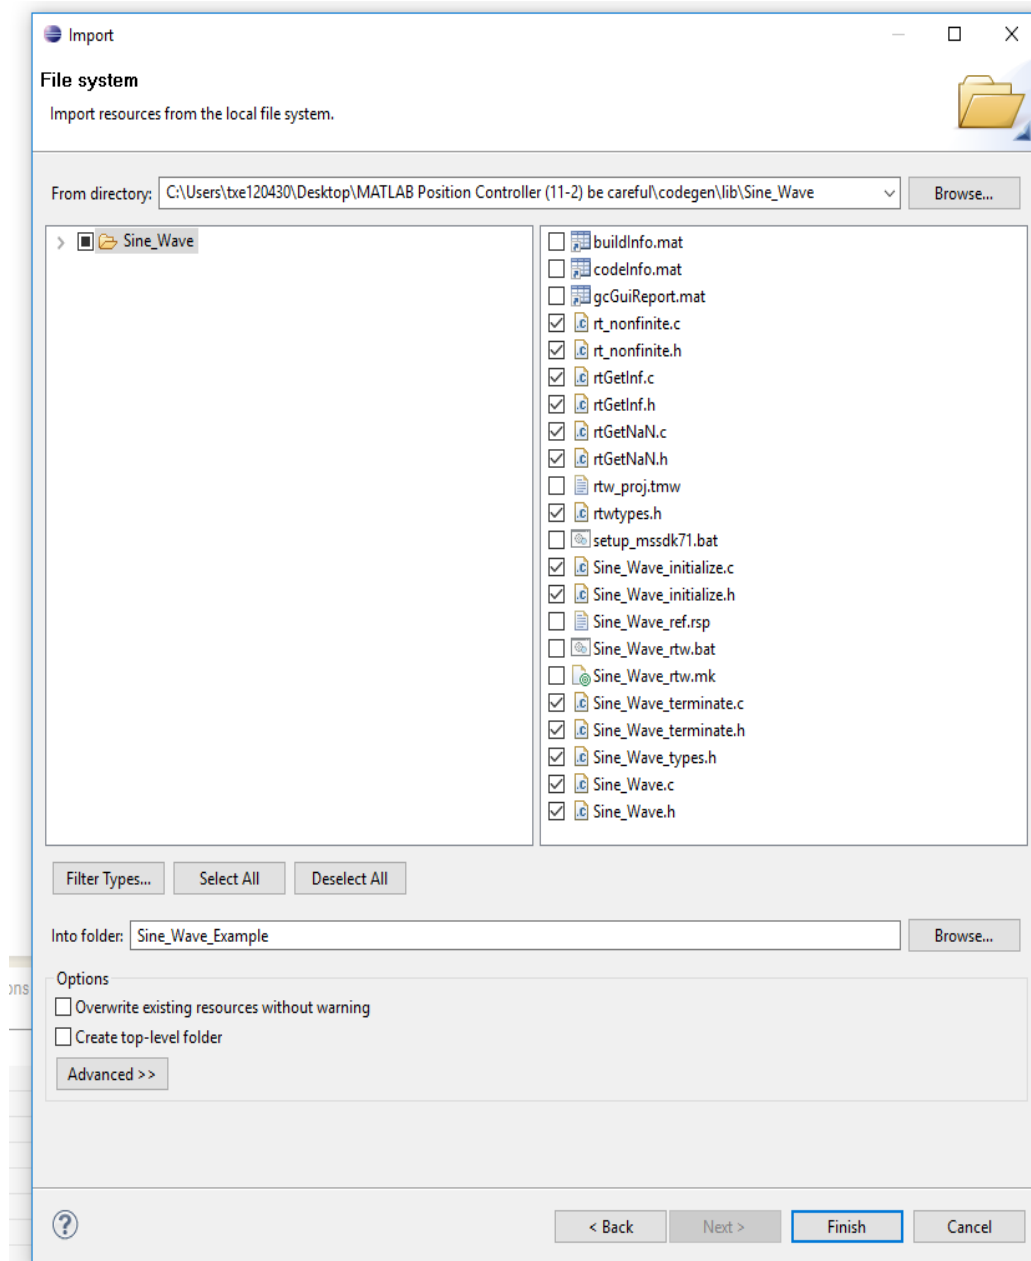 Import
File system
Import resources from the local file system.
From directory: C:\Users\txe120430\Desktop\MATLAB Position Controller (11-2) be careful\codegen\lib\Sine_Wave Browse...
Sine_Wave
buildInfo.mat
codeInfo.mat
gcGuiReport.mat
rt_nonfinite.c
rt_nonfinite.h
rtGetInf.c
rtGetInf.h
rtGetNaN.c
rtGetNaN.h
rtw_proj.tmw
rtwtypes.h
setup_mssdk71.bat
Sine_Wave_initialize.c
Sine_Wave_initialize.h
Sine_Wave_ref.rsp
Sine_Wave_rtw.bat
Sine_Wave_rtw.mk
Sine_Wave_terminate.c
Sine_Wave_terminate.h
Sine_Wave_types.h
Sine_Wave.c
Sine_Wave.h
Filter Types... Select All Deselect All
Into folder: Sine_Wave_Example Browse...
ons
Options
Overwrite existing resources without warning
Create top-level folder
Advanced >>
? < Back Next > Finish Cancel